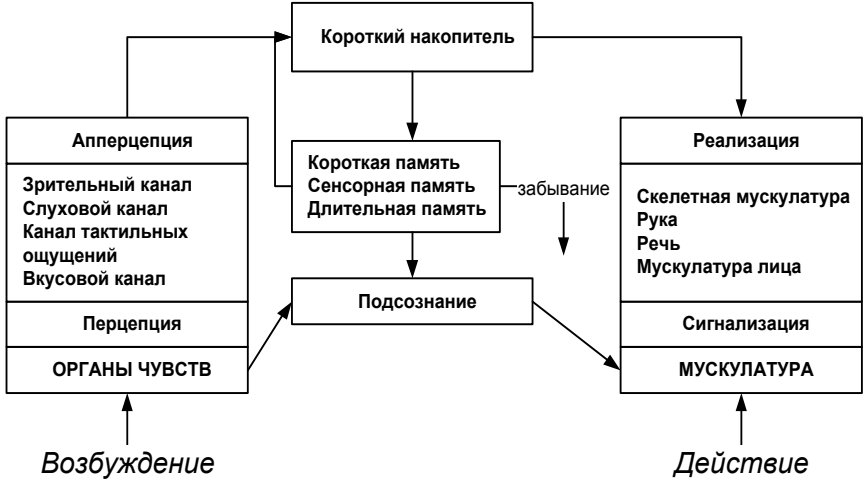 Короткий накопитель
Апперцепция
Зрительный канал
Слуховой канал
Канал тактильных
ощущений
Вкусовой канал
Перцепция
ОРГАНЫ ЧУВСТВ
Возбуждение
Короткая память
Сенсорная память
Длительная память
забывание
Подсознание
Реализация
Скелетная мускулатура
Рука
Речь
Мускулатура лица
Сигнализация
МУСКУЛАТУРА
Действие